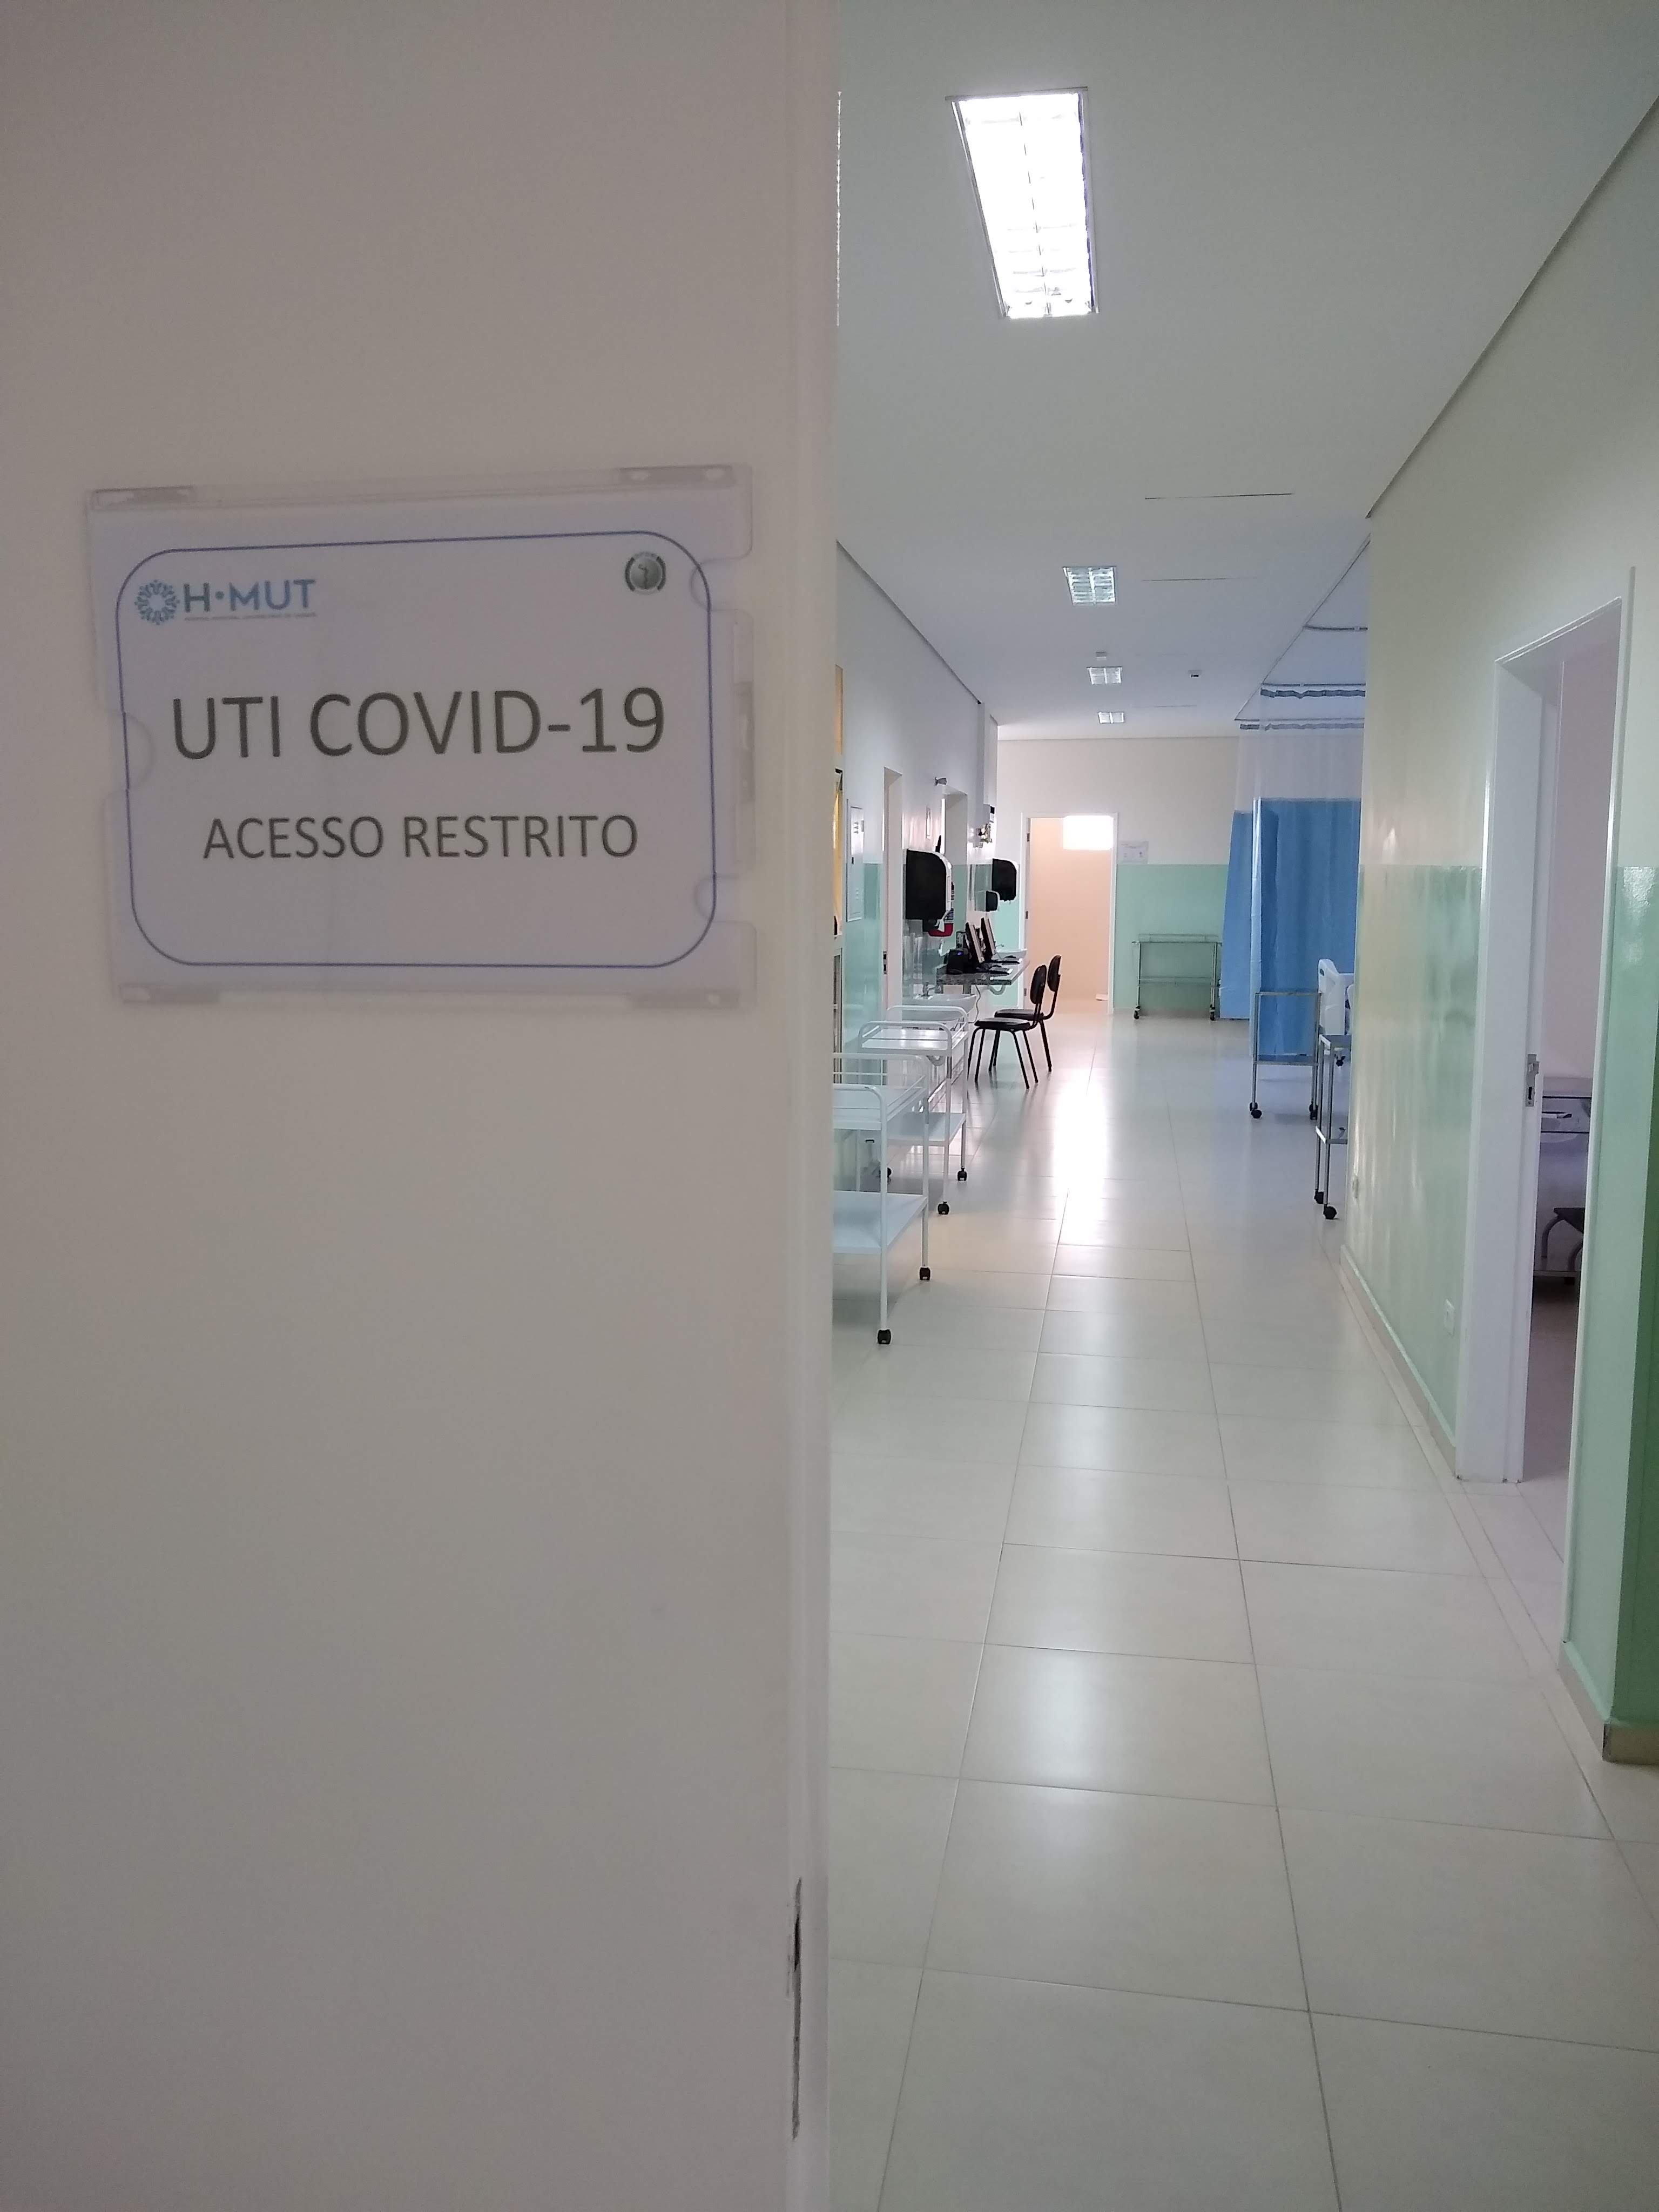 H•MUT
UTI COVID-19
ACESSO RESTRITO